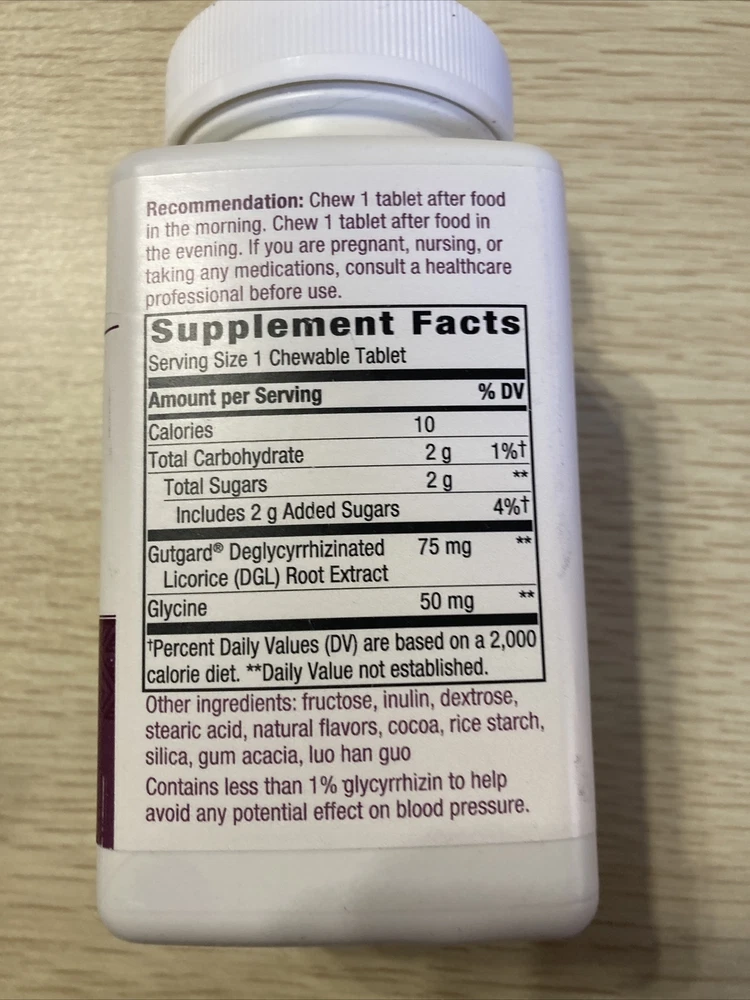 Recommendation: Chew 1 tablet after food
in the morning. Chew 1 tablet after food in
the evening. If you are pregnant, nursing, or
taking any medications, consult a healthcare
professional before use.
Supplement Facts
Serving Size 1 Chewable Tablet
Amount per Serving % DV
Calories 10
Total Carbohydrate 2 g 1%†
Total Sugars 2 g **
Includes 2 g Added Sugars 4%†
Gutgard® Deglycyrrhizinated 75 mg **
Licorice (DGL) Root Extract
Glycine 50 mg **
†Percent Daily Values (DV) are based on a 2,000
calorie diet. **Daily Value not established.
Other ingredients: fructose, inulin, dextrose,
stearic acid, natural flavors, cocoa, rice starch,
silica, gum acacia, luo han guo
Contains less than 1% glycyrrhizin to help
avoid any potential effect on blood pressure.